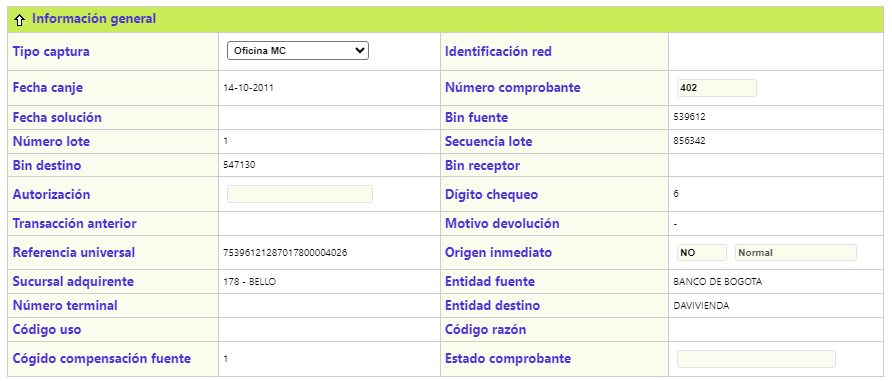 Información general
Tipo captura Oficina MC Identificación red
Fecha canje 14-10-2011 Número comprobante 402
Fecha solución Bin fuente 539612
Número lote 1 Secuencia lote 856342
Bin destino 547130 Bin receptor
Autorización Dígito chequeo 6
Transacción anterior Motivo devolución -
Referencia universal 75396121287017800004026 Origen inmediato NO Normal
Sucursal adquirente 178 - BELLO Entidad fuente BANCO DE BOGOTA
Número terminal Entidad destino DAVIVIENDA
Código uso Código razón
Cógido compensación fuente 1 Estado comprobante